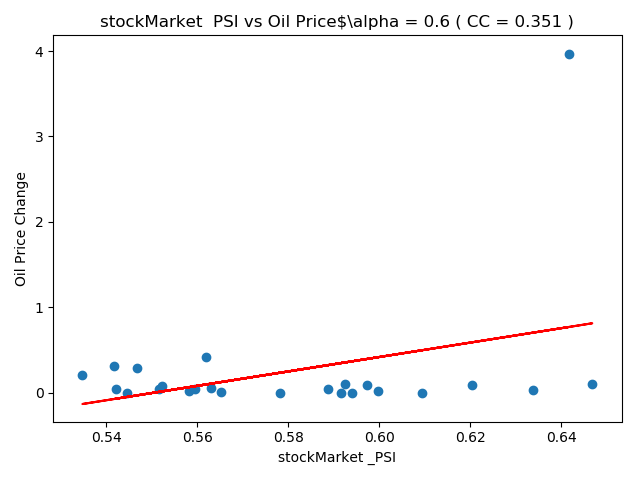 stockMarket  PSI vs Oil Price$\alpha = 0.6 ( CC = 0.351 )
4
3
2
1
0
Oil Price Change
0.54 0.56 0.58 0.60 0.62 0.64
stockMarket _PSI